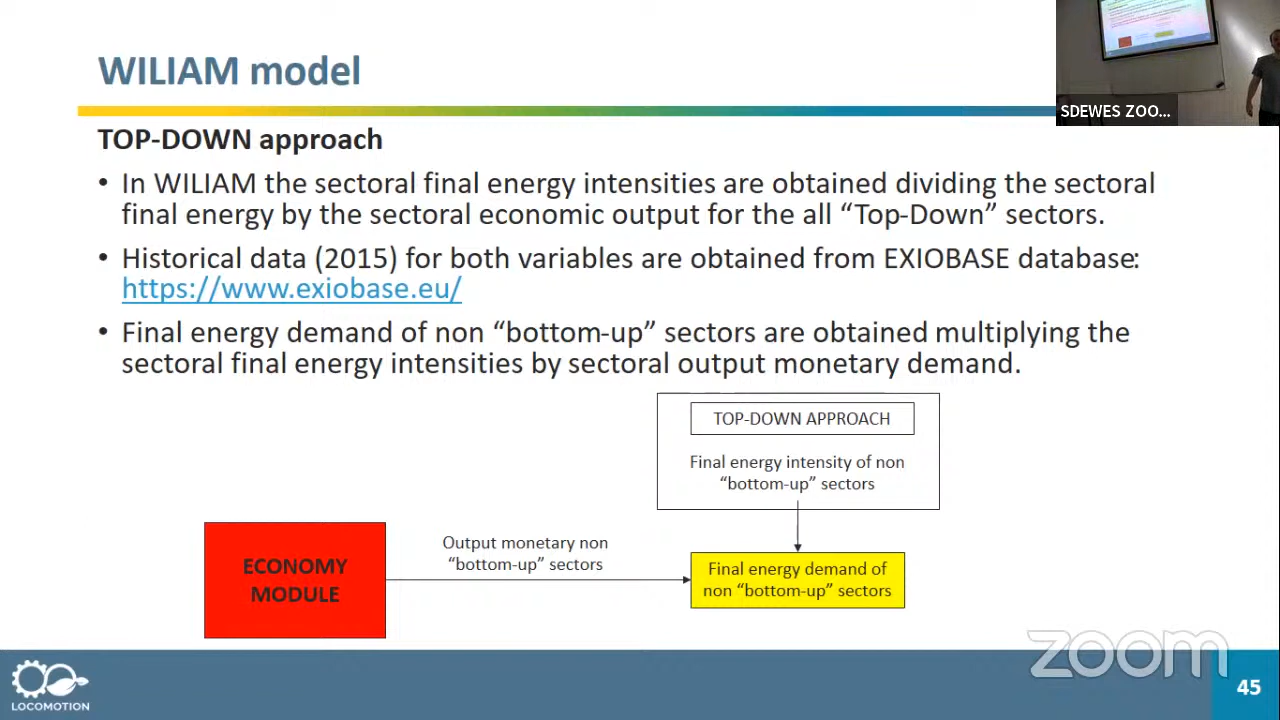 WILIAM model
SDEWES ZOO...
TOP-DOWN approach
• In WILIAM the sectoral final energy intensities are obtained dividing the sectoral
final energy by the sectoral economic output for the all “Top-Down” sectors.
• Historical data (2015) for both variables are obtained from EXIOBASE database:
https://www.exiobase.eu/
• Final energy demand of non “bottom-up” sectors are obtained multiplying the
sectoral final energy intensities by sectoral output monetary demand.
TOP-DOWN APPROACH
Final energy intensity of non
“bottom-up” sectors
ECONOMY
MODULE
Output monetary non
“bottom-up” sectors
Final energy demand of
non “bottom-up” sectors
zoom
LOCOMOTION
45